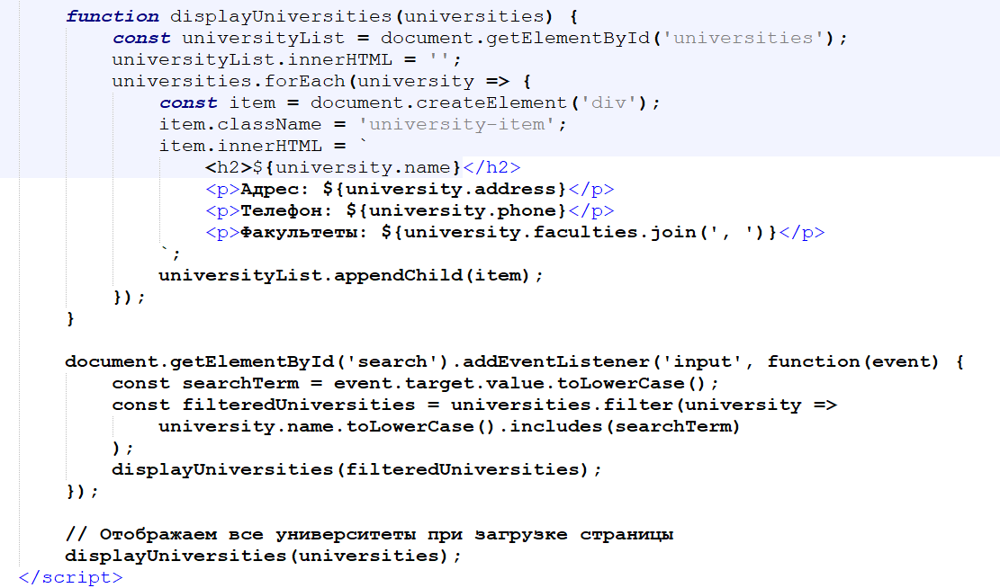 function displayUniversities(universities) {
    const universityList = document.getElementById('universities');
    universityList.innerHTML = '';
    universities.forEach(university => {
        const item = document.createElement('div');
        item.className = 'university-item';
        item.innerHTML = `
            <h2>${university.name}</h2>
            <p>Адрес: ${university.address}</p>
            <p>Телефон: ${university.phone}</p>
            <p>Факультеты: ${university.faculties.join(', ')}</p>
        `;
        universityList.appendChild(item);
    });
}

document.getElementById('search').addEventListener('input', function(event) {
    const searchTerm = event.target.value.toLowerCase();
    const filteredUniversities = universities.filter(university =>
        university.name.toLowerCase().includes(searchTerm)
    );
    displayUniversities(filteredUniversities);
});

// Отображаем все университеты при загрузке страницы
displayUniversities(universities);
</script>